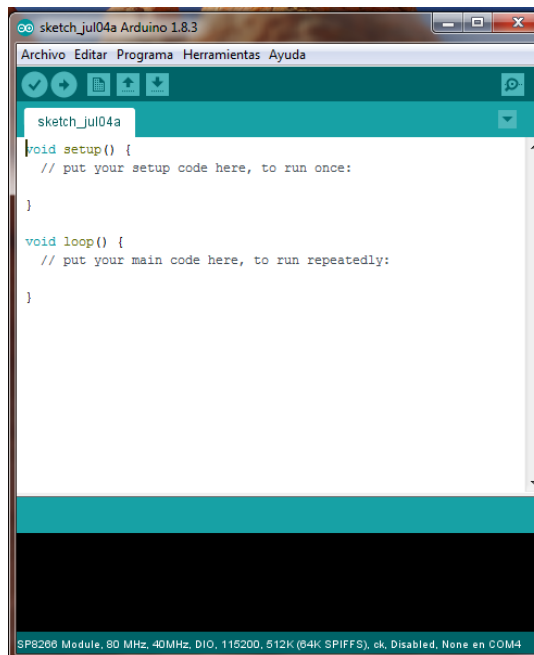 sketch_jul04a Arduino 1.8.3
Archivo Editar Programa Herramientas Ayuda
sketch_jul04a
void setup() {
// put your setup code here, to run once:
}
void loop() {
// put your main code here, to run repeatedly:
}
SP8266 Module, 80 MHz, 40MHz, DIO, 115200, 512K (64K SPIFFS), ck, Disabled, None en COM4